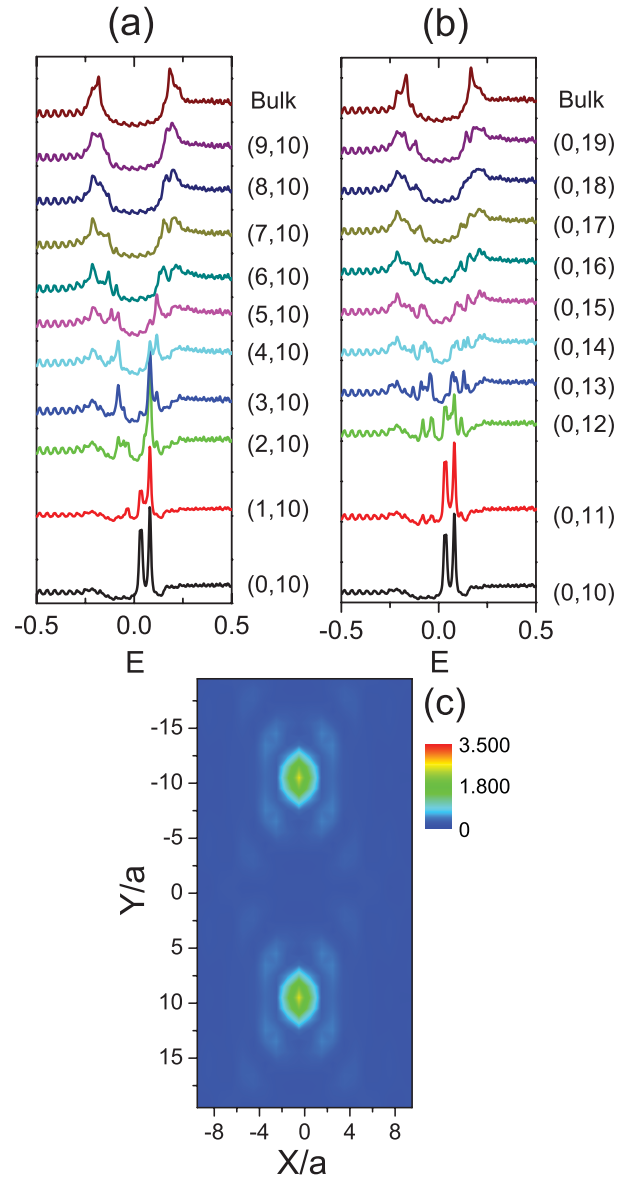 (a)
Bulk
(9,10)
(8,10)
(7,10)
(6,10)
(5,10)
(4,10)
(3,10)
(2,10)
(1,10)
(0,10)
-0.5 0.0 0.5
E
(b)
Bulk
(0,19)
(0,18)
(0,17)
(0,16)
(0,15)
(0,14)
(0,13)
(0,12)
(0,11)
(0,10)
-0.5 0.0 0.5
E
(c)
3.500
1.800
0
Y/a
-15
-10
-5
0
5
10
15
-8 -4 0 4 8
X/a